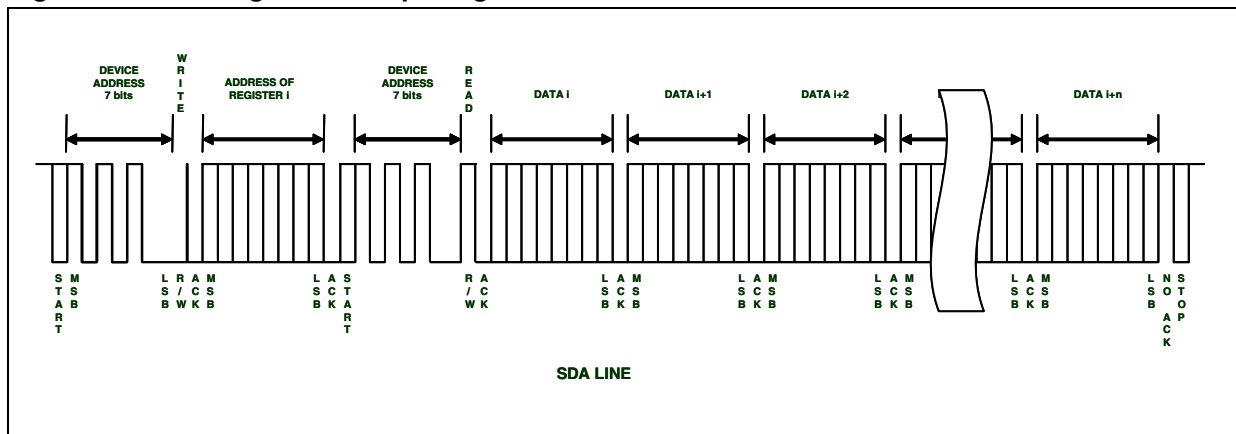 DEVICE
ADDRESS
7 bits
WRITE
ADDRESS OF
REGISTER i
DEVICE
ADDRESS
7 bits
READ
DATA i
DATA i+1
DATA i+2
DATA i+n
START
MSB
LSB
R/W
ACK
MSB
LSB
ACK
START
R/W
ACK
LSB
ACK
MSB
LSB
ACK
MSB
LSB
ACK
MSB
LSB
ACK
MSB
LSB
NO ACK
STOP
SDA LINE